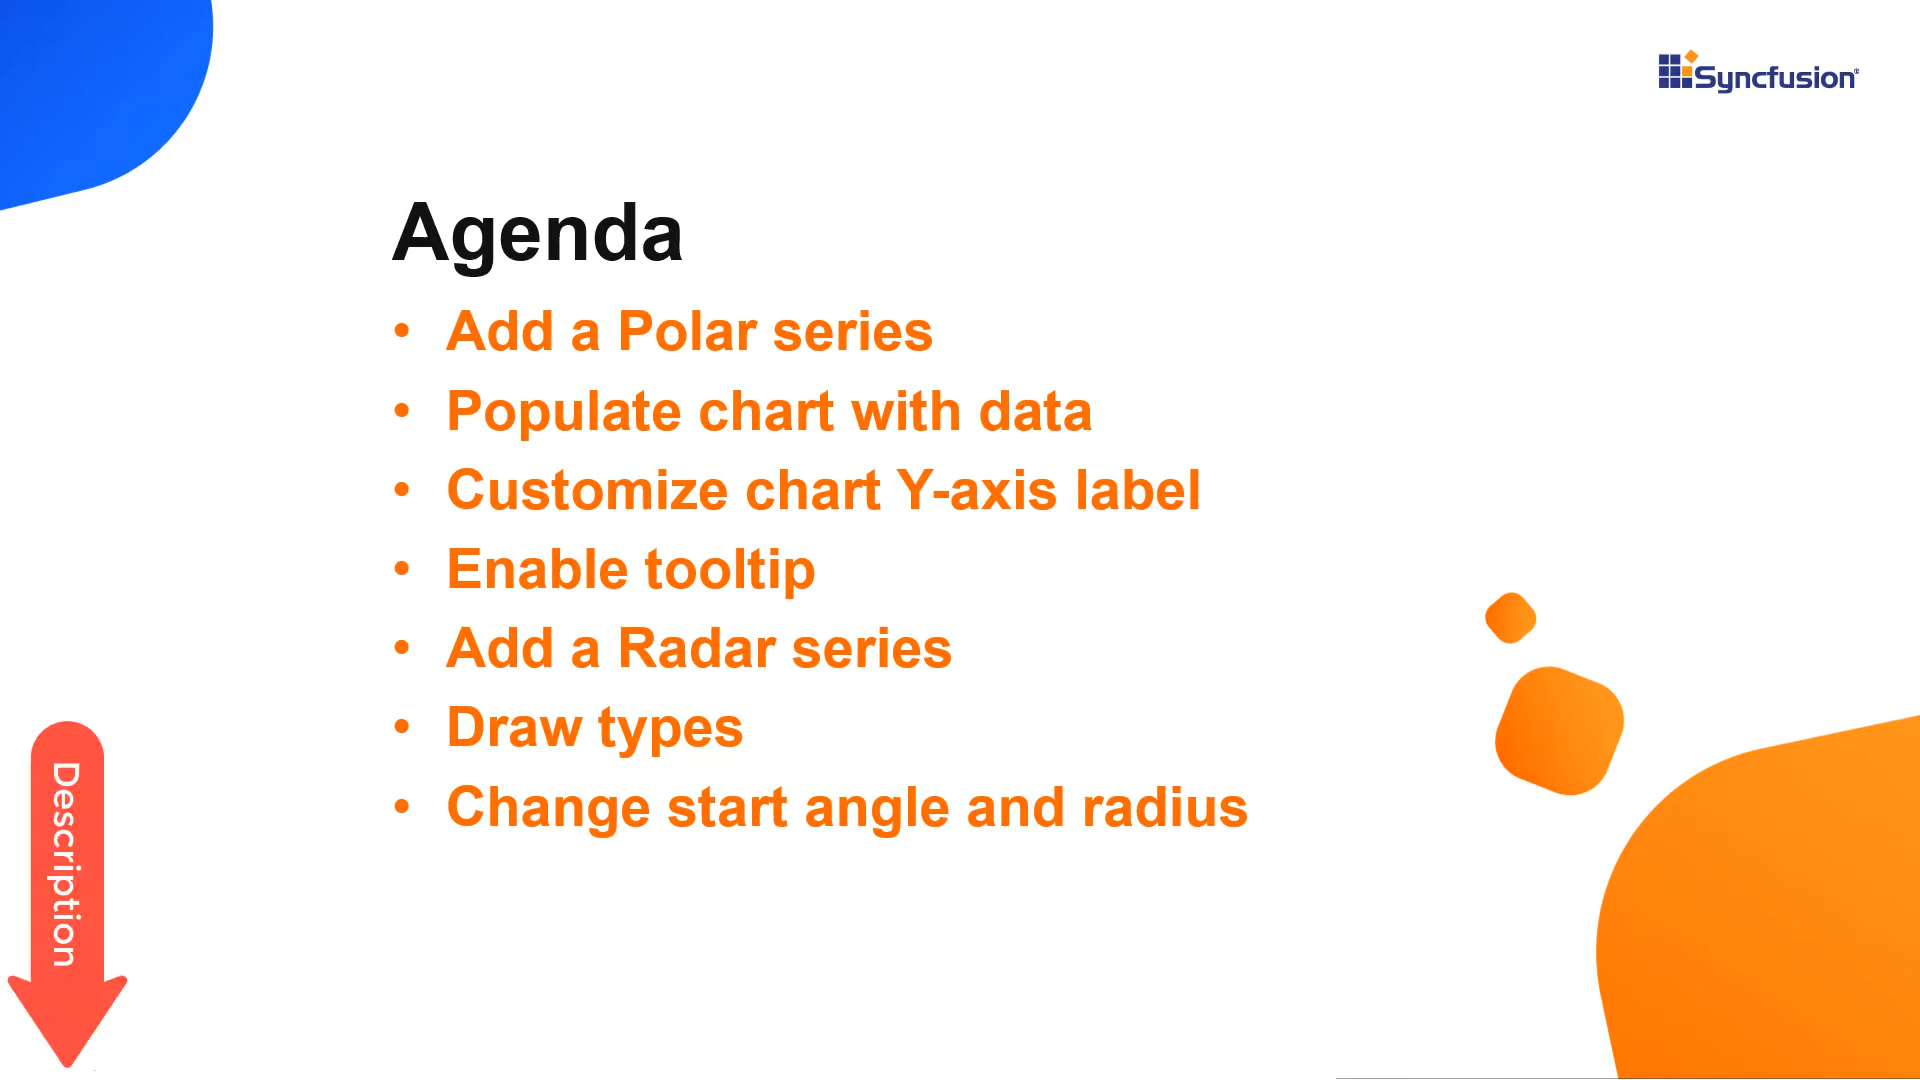 Syncfusion®
Agenda
• Add a Polar series
• Populate chart with data
• Customize chart Y-axis label
• Enable tooltip
• Add a Radar series
• Draw types
• Change start angle and radius
Description